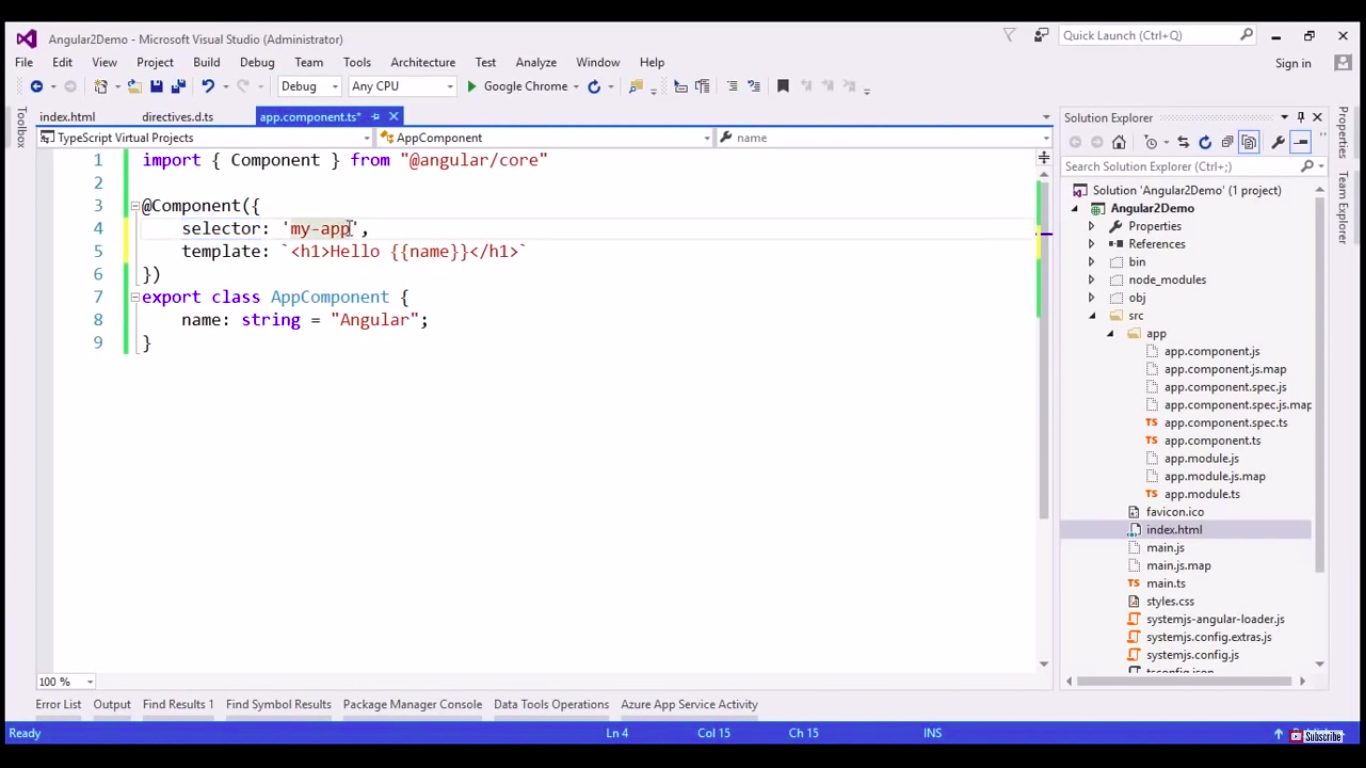 Angular2Demo - Microsoft Visual Studio (Administrator)
Quick Launch (Ctrl+Q)
File Edit View Project Build Debug Team Tools Architecture Test Analyze Window Help
Sign in
Debug Any CPU Google Chrome
index.html directives.d.ts app.component.ts*
TypeScript Virtual Projects AppComponent name
1 import { Component } from "@angular/core"
2
3 @Component({
4 selector: 'my-app',
5 template: `<h1>Hello {{name}}</h1>`
6 })
7 export class AppComponent {
8 name: string = "Angular";
9 }
100 %
Toolbox
Solution Explorer
Search Solution Explorer (Ctrl+;)
Solution 'Angular2Demo' (1 project)
Angular2Demo
Properties
References
bin
node_modules
obj
src
app
app.component.js
app.component.js.map
app.component.spec.js
app.component.spec.js.map
app.component.spec.ts
TS app.component.ts
app.module.js
app.module.js.map
TS app.module.ts
favicon.ico
index.html
main.js
main.js.map
TS main.ts
styles.css
systemjs-angular-loader.js
systemjs.config.extras.js
systemjs.config.js
tsconfig.json
Properties
Team Explorer
Error List Output Find Results 1 Find Symbol Results Package Manager Console Data Tools Operations Azure App Service Activity
Ready Ln 4 Col 15 Ch 15 INS
Subscribe